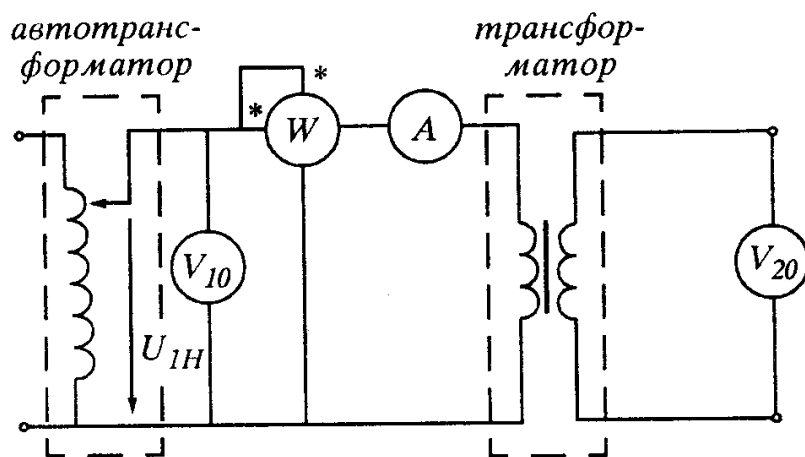 автотранс-
форматор
трансфор-
матор
*
*
W
A
V₁₀
V₂₀
U₁H